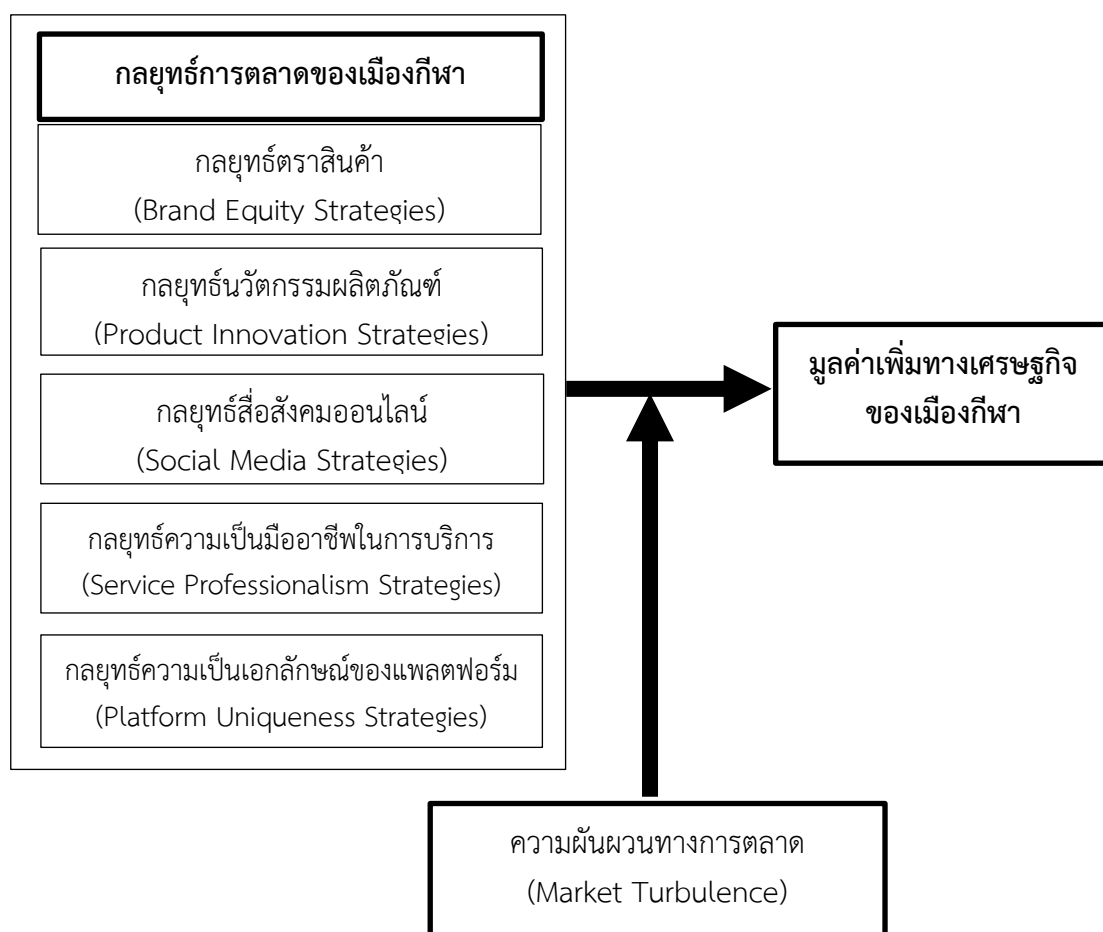 กลยุทธ์การตลาดของเมืองกีฬา
กลยุทธ์ตราสินค้า
(Brand Equity Strategies)
กลยุทธ์นวัตกรรมผลิตภัณฑ์
(Product Innovation Strategies)
กลยุทธ์สื่อสังคมออนไลน์
(Social Media Strategies)
กลยุทธ์ความเป็นมืออาชีพในการบริการ
(Service Professionalism Strategies)
กลยุทธ์ความเป็นเอกลักษณ์ของแพลตฟอร์ม
(Platform Uniqueness Strategies)
มูลค่าเพิ่มทางเศรษฐกิจ
ของเมืองกีฬา
ความผันผวนทางการตลาด
(Market Turbulence)